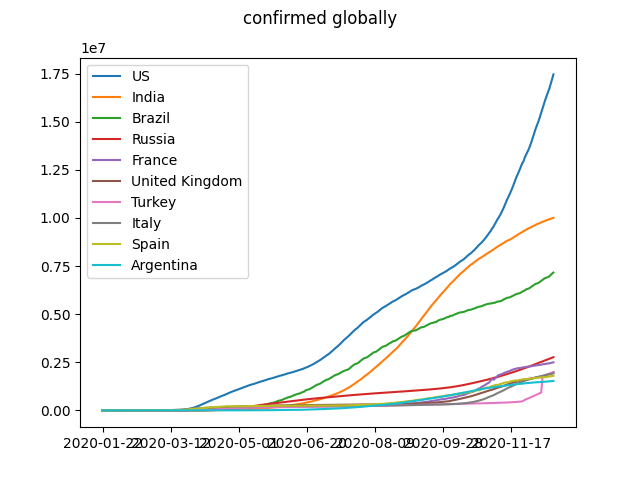 confirmed globally
1e7
1.75
1.50
1.25
1.00
0.75
0.50
0.25
0.00
US
India
Brazil
Russia
France
United Kingdom
Turkey
Italy
Spain
Argentina
2020-01-22 2020-03-12 2020-05-01 2020-06-20 2020-08-09 2020-09-28 2020-11-17